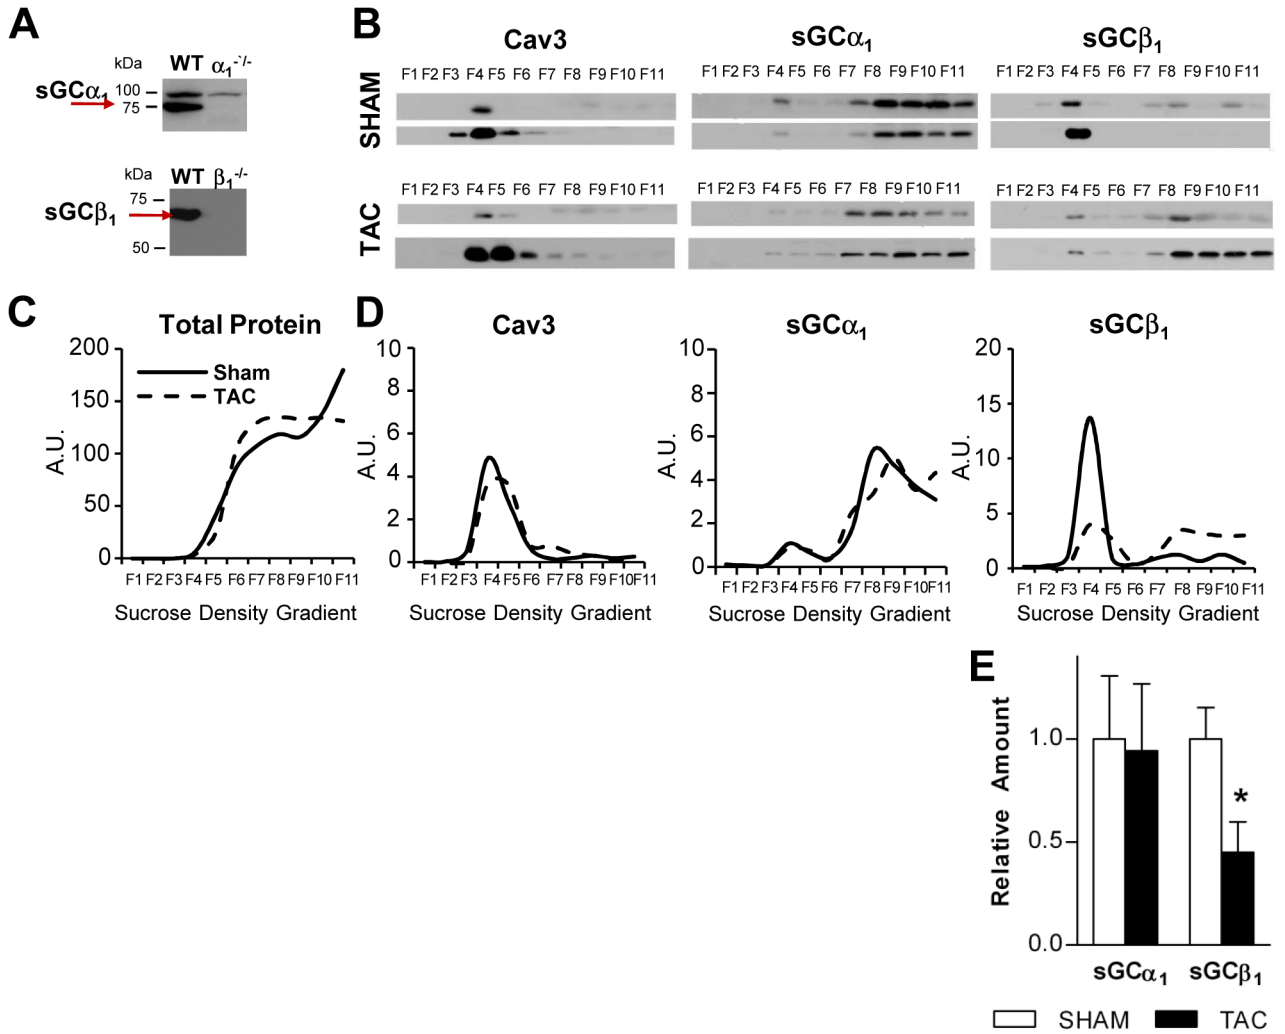 A
kDa
WT α₁-`/-
sGCα₁
100
75
kDa
WT β₁-/-
75
sGCβ₁
50
B
Cav3
sGCα₁
sGCβ₁
F1 F2 F3 F4 F5 F6 F7 F8 F9 F10 F11
F1 F2 F3 F4 F5 F6 F7 F8 F9 F10 F11
F1 F2 F3 F4 F5 F6 F7 F8 F9 F10 F11
SHAM
F1 F2 F3 F4 F5 F6 F7 F8 F9 F10 F11
F1 F2 F3 F4 F5 F6 F7 F8 F9 F10 F11
F1 F2 F3 F4 F5 F6 F7 F8 F9 F10 F11
TAC
C
Total Protein
200
150
100
50
0
A.U.
Sham
TAC
F1 F2 F3 F4 F5 F6 F7 F8 F9 F10 F11
Sucrose Density Gradient
D
Cav3
10
8
6
4
2
0
A.U.
F1 F2 F3 F4 F5 F6 F7 F8 F9 F10 F11
Sucrose Density Gradient
sGCα₁
10
8
6
4
2
0
A.U.
F1 F2 F3 F4 F5 F6 F7 F8 F9 F10 F11
Sucrose Density Gradient
sGCβ₁
20
15
10
5
0
A.U.
F1 F2 F3 F4 F5 F6 F7 F8 F9 F10 F11
Sucrose Density Gradient
E
Relative Amount
1.0
0.5
0.0
*
sGCα₁ sGCβ₁
SHAM TAC